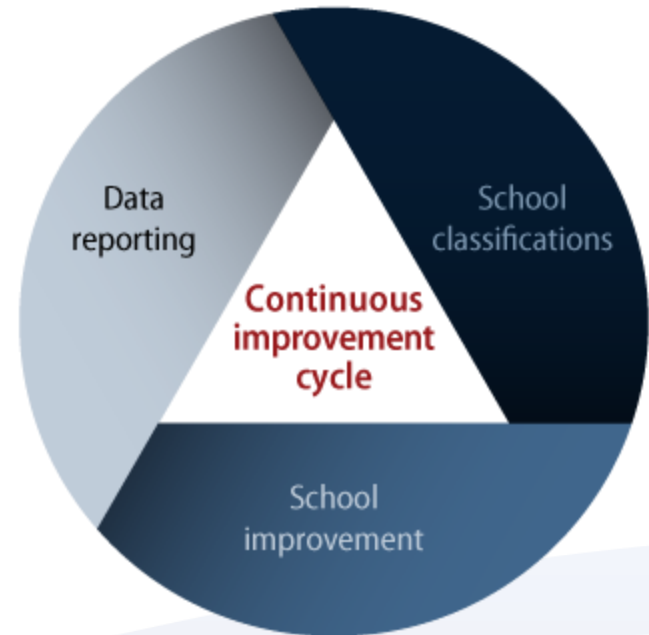 Data
reporting
School
classifications
Continuous
improvement
cycle
School
improvement